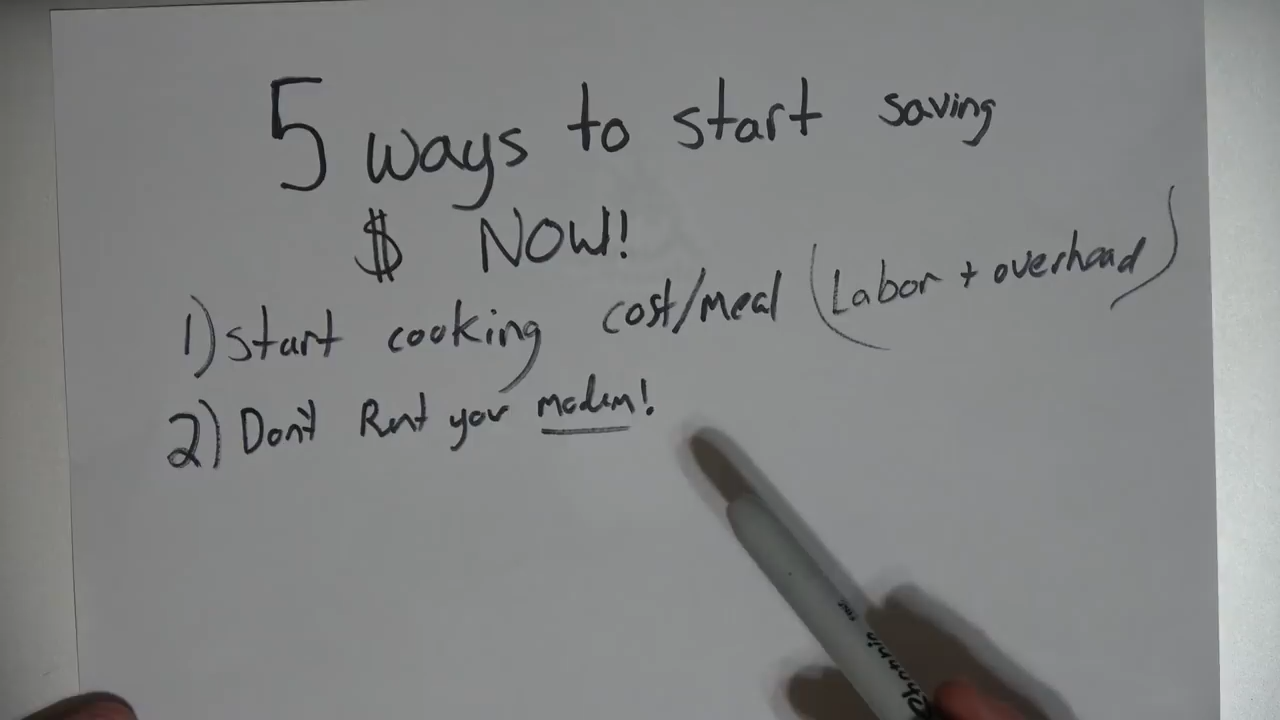 5 ways to start saving
$ NOW!
1) Start cooking cost/meal (Labor + overhead)
2) Don't Rent your modem!